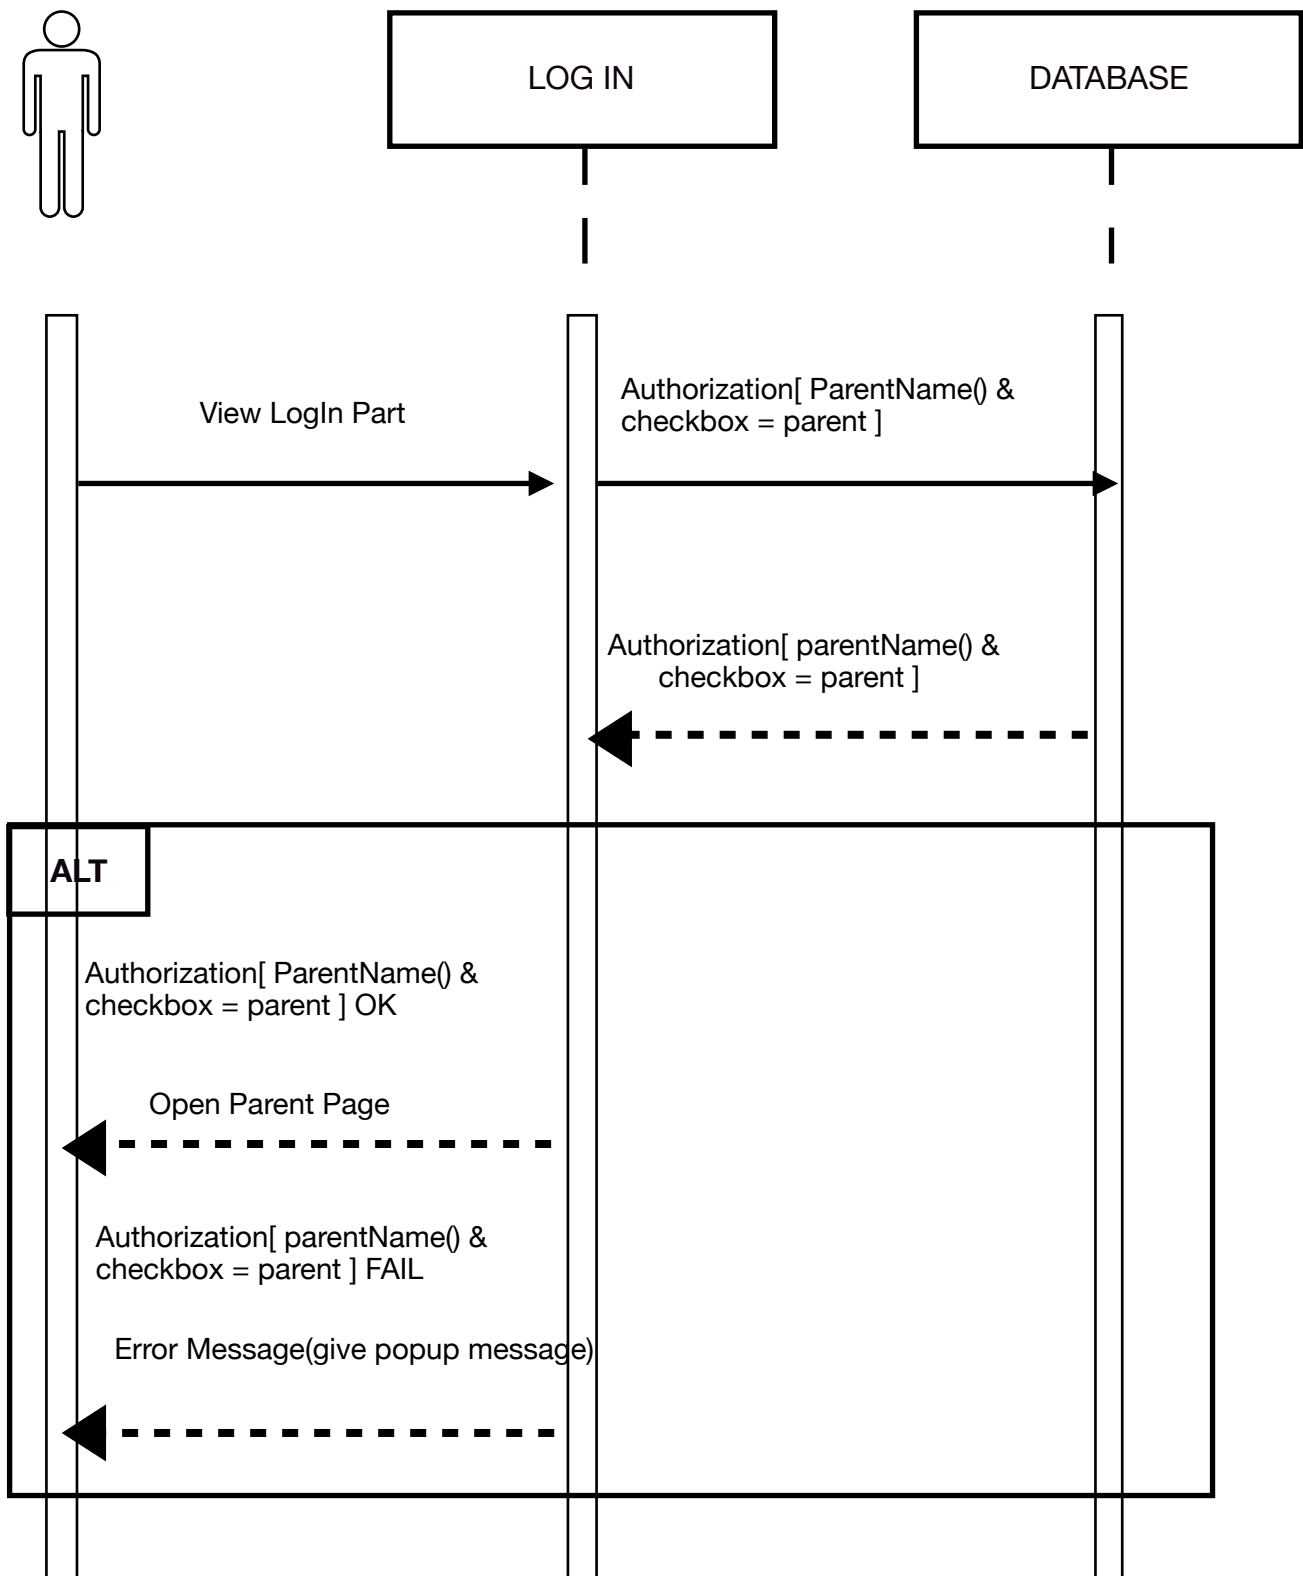 LOG IN
DATABASE
View LogIn Part
Authorization[ ParentName() &
checkbox = parent ]
Authorization[ parentName() &
checkbox = parent ]
ALT
Authorization[ ParentName() &
checkbox = parent ] OK
Open Parent Page
Authorization[ parentName() &
checkbox = parent ] FAIL
Error Message(give popup message)